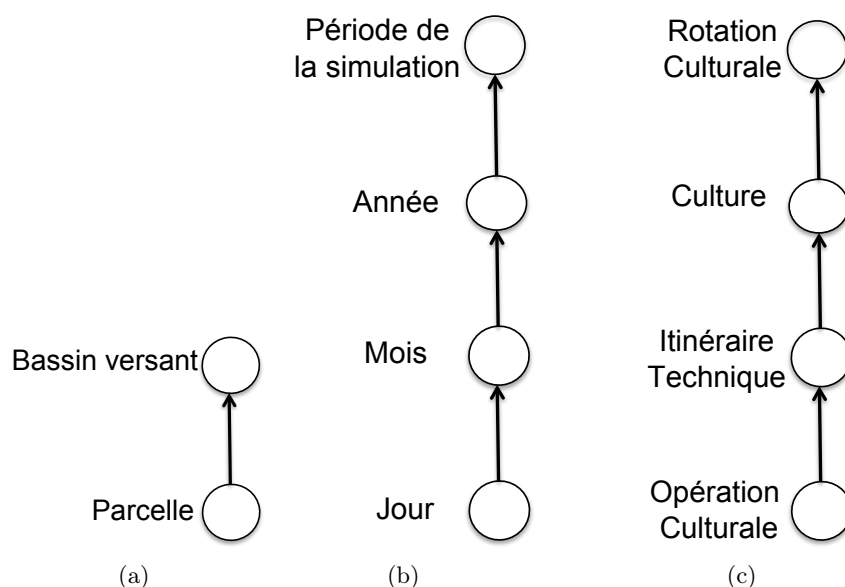 Bassin versant
Parcelle
(a)
Période de
la simulation
Année
Mois
Jour
(b)
Rotation
Culturale
Culture
Itinéraire
Technique
Opération
Culturale
(c)